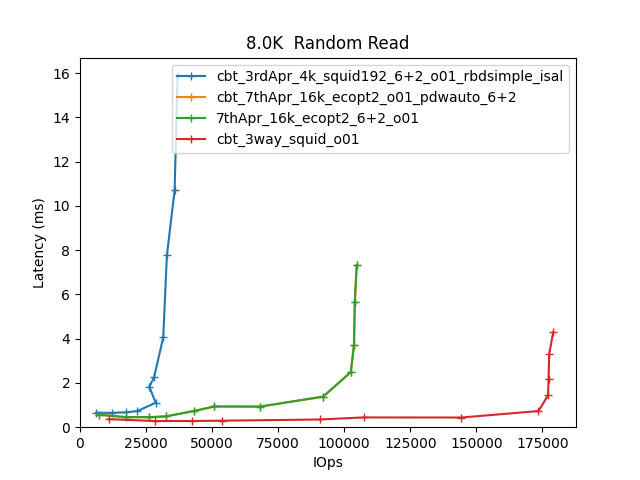 8.0K  Random Read
cbt_3rdApr_4k_squid192_6+2_o01_rbdsimple_isal
cbt_7thApr_16k_ecopt2_o01_pdwauto_6+2
7thApr_16k_ecopt2_6+2_o01
cbt_3way_squid_o01
Latency (ms)
16
14
12
10
8
6
4
2
0
0 25000 50000 75000 100000 125000 150000 175000
IOps